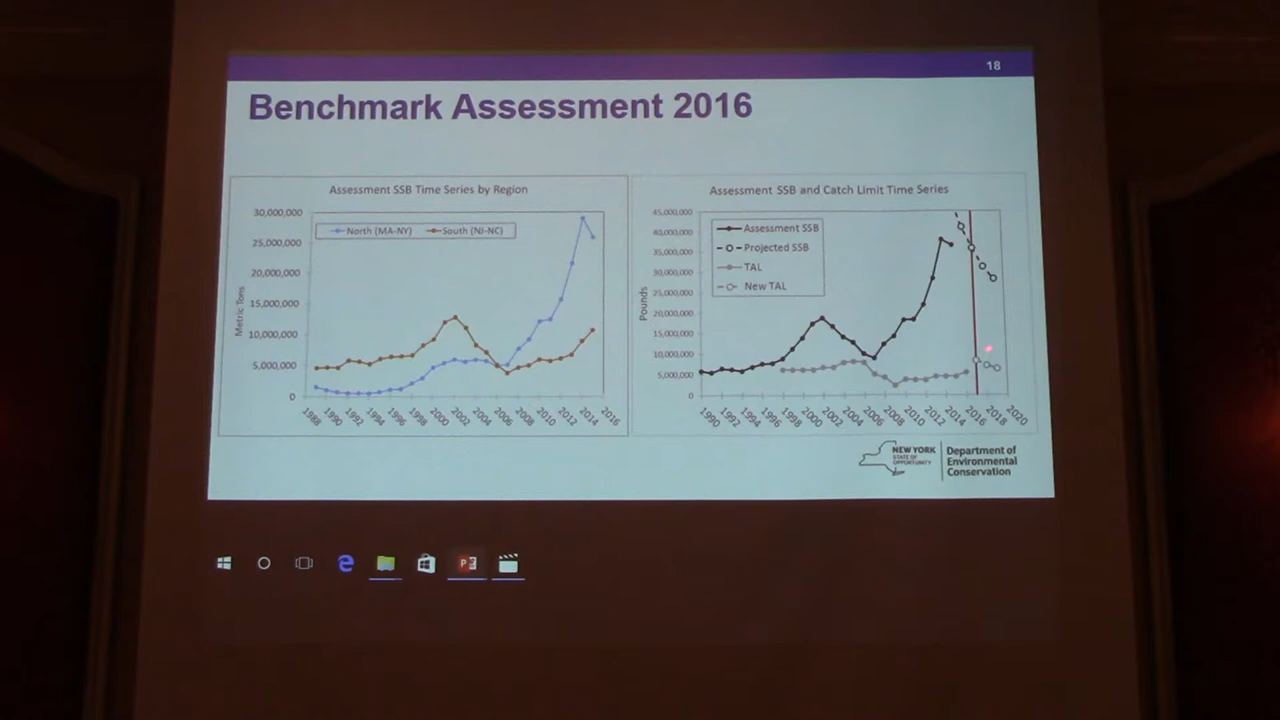 18
Benchmark Assessment 2016
Assessment SSB Time Series by Region
30,000,000
25,000,000
20,000,000
15,000,000
10,000,000
5,000,000
0
Metric Tons
North (MA-NY)
South (NJ-NC)
1988
1990
1992
1994
1996
1998
2000
2002
2004
2006
2008
2010
2012
2014
2016
Assessment SSB and Catch Limit Time Series
45,000,000
40,000,000
35,000,000
30,000,000
25,000,000
20,000,000
15,000,000
10,000,000
5,000,000
0
Pounds
Assessment SSB
Projected SSB
TAL
New TAL
1990
1992
1994
1996
1998
2000
2002
2004
2006
2008
2010
2012
2014
2016
2018
2020
NEW YORK
STATE OF
OPPORTUNITY
Department of
Environmental
Conservation